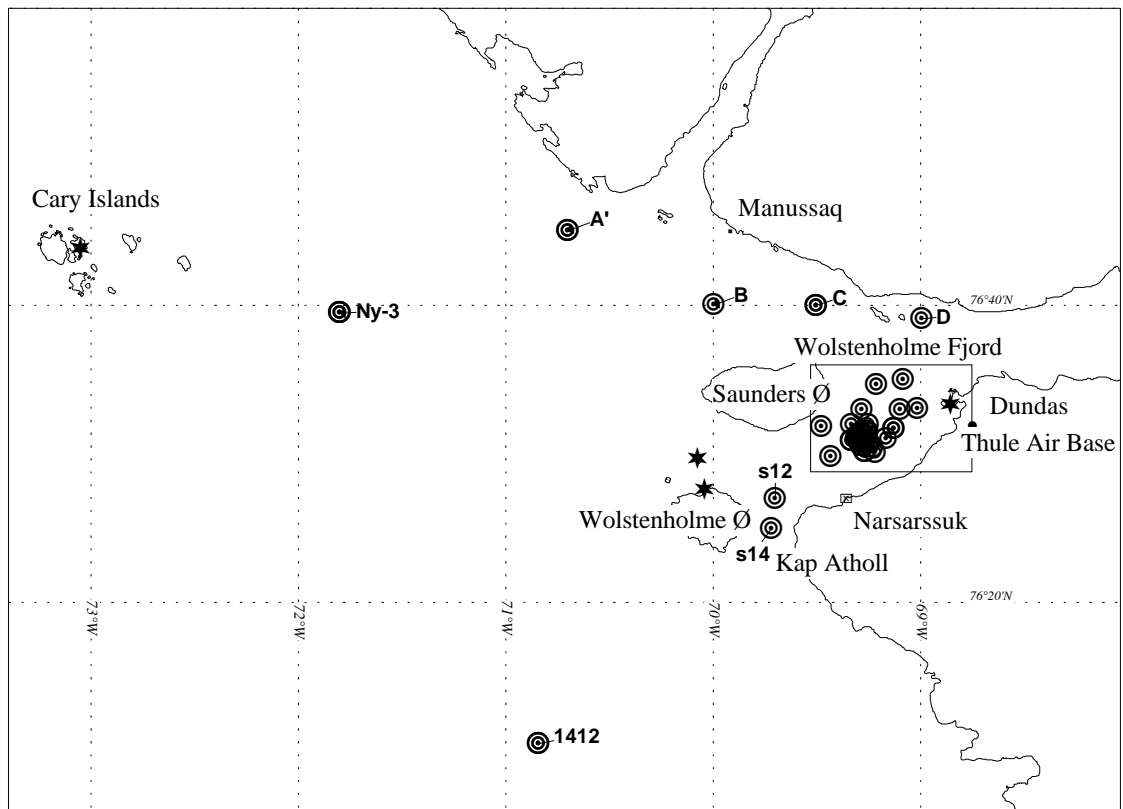 Cary Islands
A'
Manussaq
B
C
76°40'N
D
Ny-3
Wolstenholme Fjord
Saunders Ø
Dundas
Thule Air Base
s12
Wolstenholme Ø
Narsarssuk
s14
Kap Atholl
76°20'N
73°W
72°W
71°W
70°W
69°W
1412